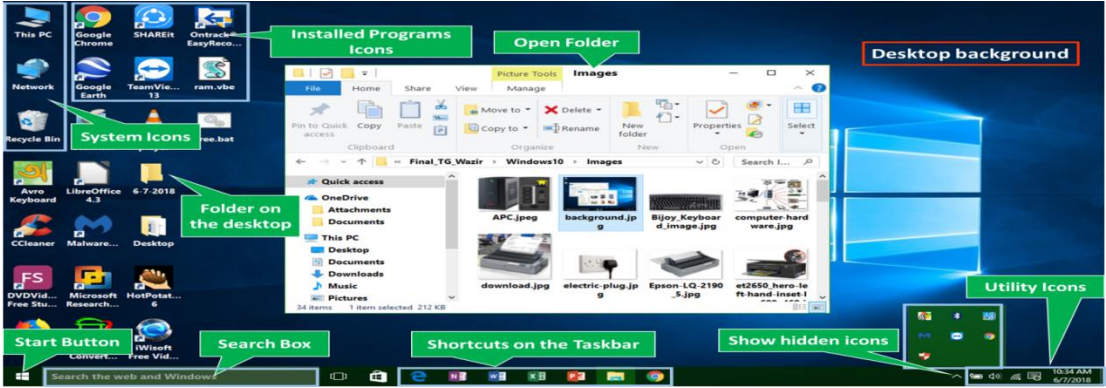 This PC
Google Chrome
SHAREit
Ontrack® EasyReco...
Installed Programs Icons
Open Folder
Desktop background
Network
Google Earth
TeamVie... 13
ram.vbe
System Icons
Recycle Bin
ree.bat
Avro Keyboard
LibreOffice 4.3
6-7-2018
Folder on the desktop
CCleaner
Malware...
Desktop
DVDVid... Free Stu...
Microsoft Research...
HotPotat... 6
Start Button
Convert...
iWisoft Free Vid...
Search Box
Picture Tools
Images
File
Home
Share
View
Manage
Pin to Quick access
Copy
Paste
Move to
Copy to
Delete
Rename
New folder
Properties
Select
Clipboard
Organize
New
Open
Final_TG_Wazir
Windows10
Images
Search I...
Quick access
OneDrive
Attachments
Documents
This PC
Desktop
Documents
Downloads
Music
Pictures
APC.jpeg
background.jpg
Bijoy_Keyboard_image.jpg
computer-hardware.jpg
download.jpg
electric-plug.jpg
Epson-LQ-2190_5.jpg
et2650_hero-left-hand-inset-l
34 items
1 item selected 212 KB
Shortcuts on the Taskbar
Show hidden icons
Utility Icons
Search the web and Windows
10:34 AM
6/7/2018